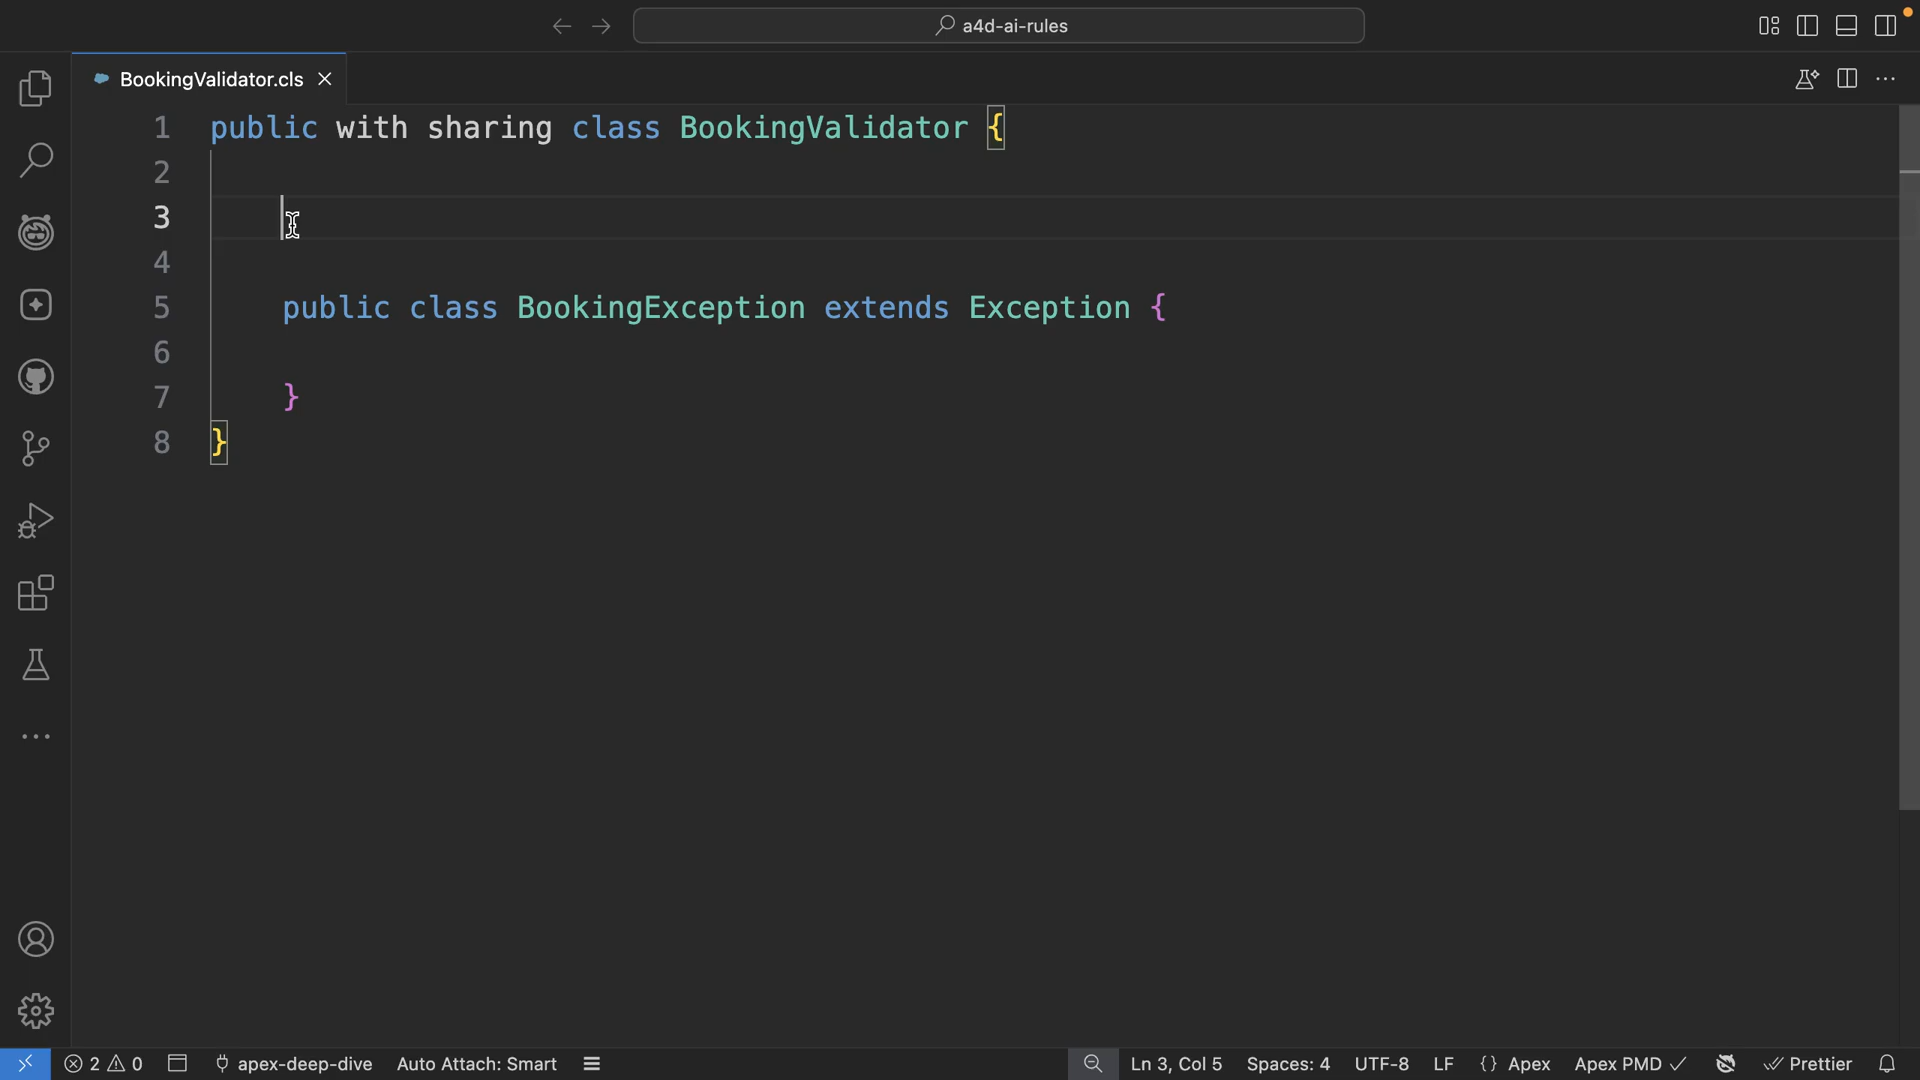 a4d-ai-rules
BookingValidator.cls
1 public with sharing class BookingValidator {
2
3
4
5 public class BookingException extends Exception {
6
7 }
8 }
2 0 apex-deep-dive Auto Attach: Smart Ln 3, Col 5 Spaces: 4 UTF-8 LF {} Apex Apex PMD Prettier